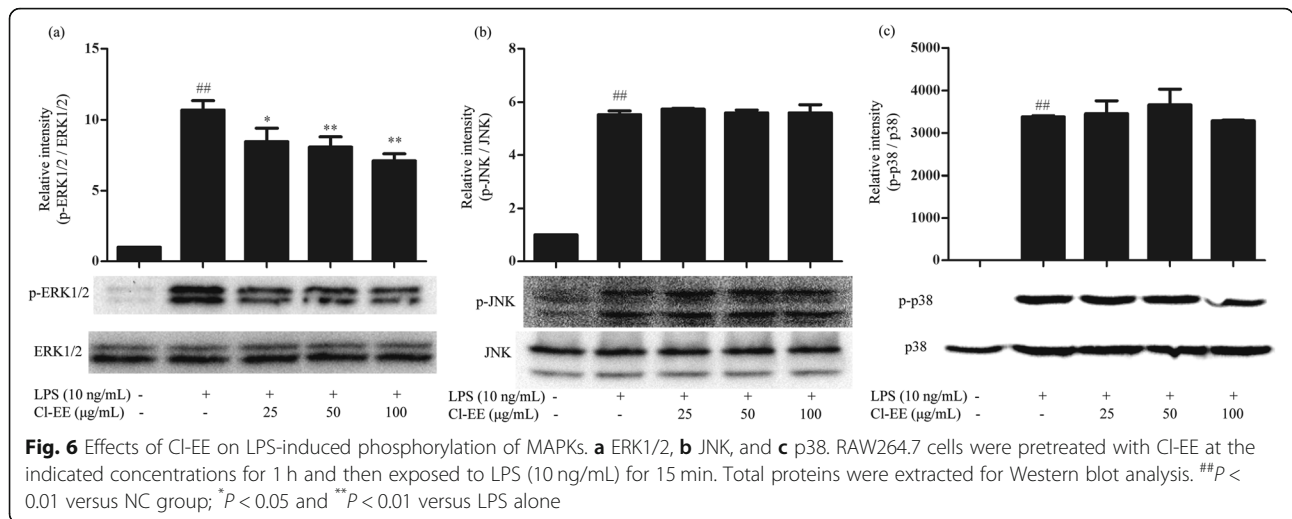 (a)
15
10
5
0
Relative intensity
(p-ERK1/2 / ERK1/2)
##
*
**
**
p-ERK1/2
ERK1/2
LPS (10 ng/mL) - + + + +
Cl-EE (μg/mL) - - 25 50 100
(b)
8
6
4
2
0
Relative intensity
(p-JNK / JNK)
##
p-JNK
JNK
LPS (10 ng/mL) - + + + +
Cl-EE (μg/mL) - - 25 50 100
(c)
5000
4000
3000
2000
1000
0
Relative intensity
(p-p38 / p38)
##
p-p38
p38
LPS (10 ng/mL) - + + + +
Cl-EE (μg/mL) - - 25 50 100
Fig. 6 Effects of Cl-EE on LPS-induced phosphorylation of MAPKs. a ERK1/2, b JNK, and c p38. RAW264.7 cells were pretreated with Cl-EE at the
indicated concentrations for 1 h and then exposed to LPS (10 ng/mL) for 15 min. Total proteins were extracted for Western blot analysis. ##P <
0.01 versus NC group; *P < 0.05 and **P < 0.01 versus LPS alone